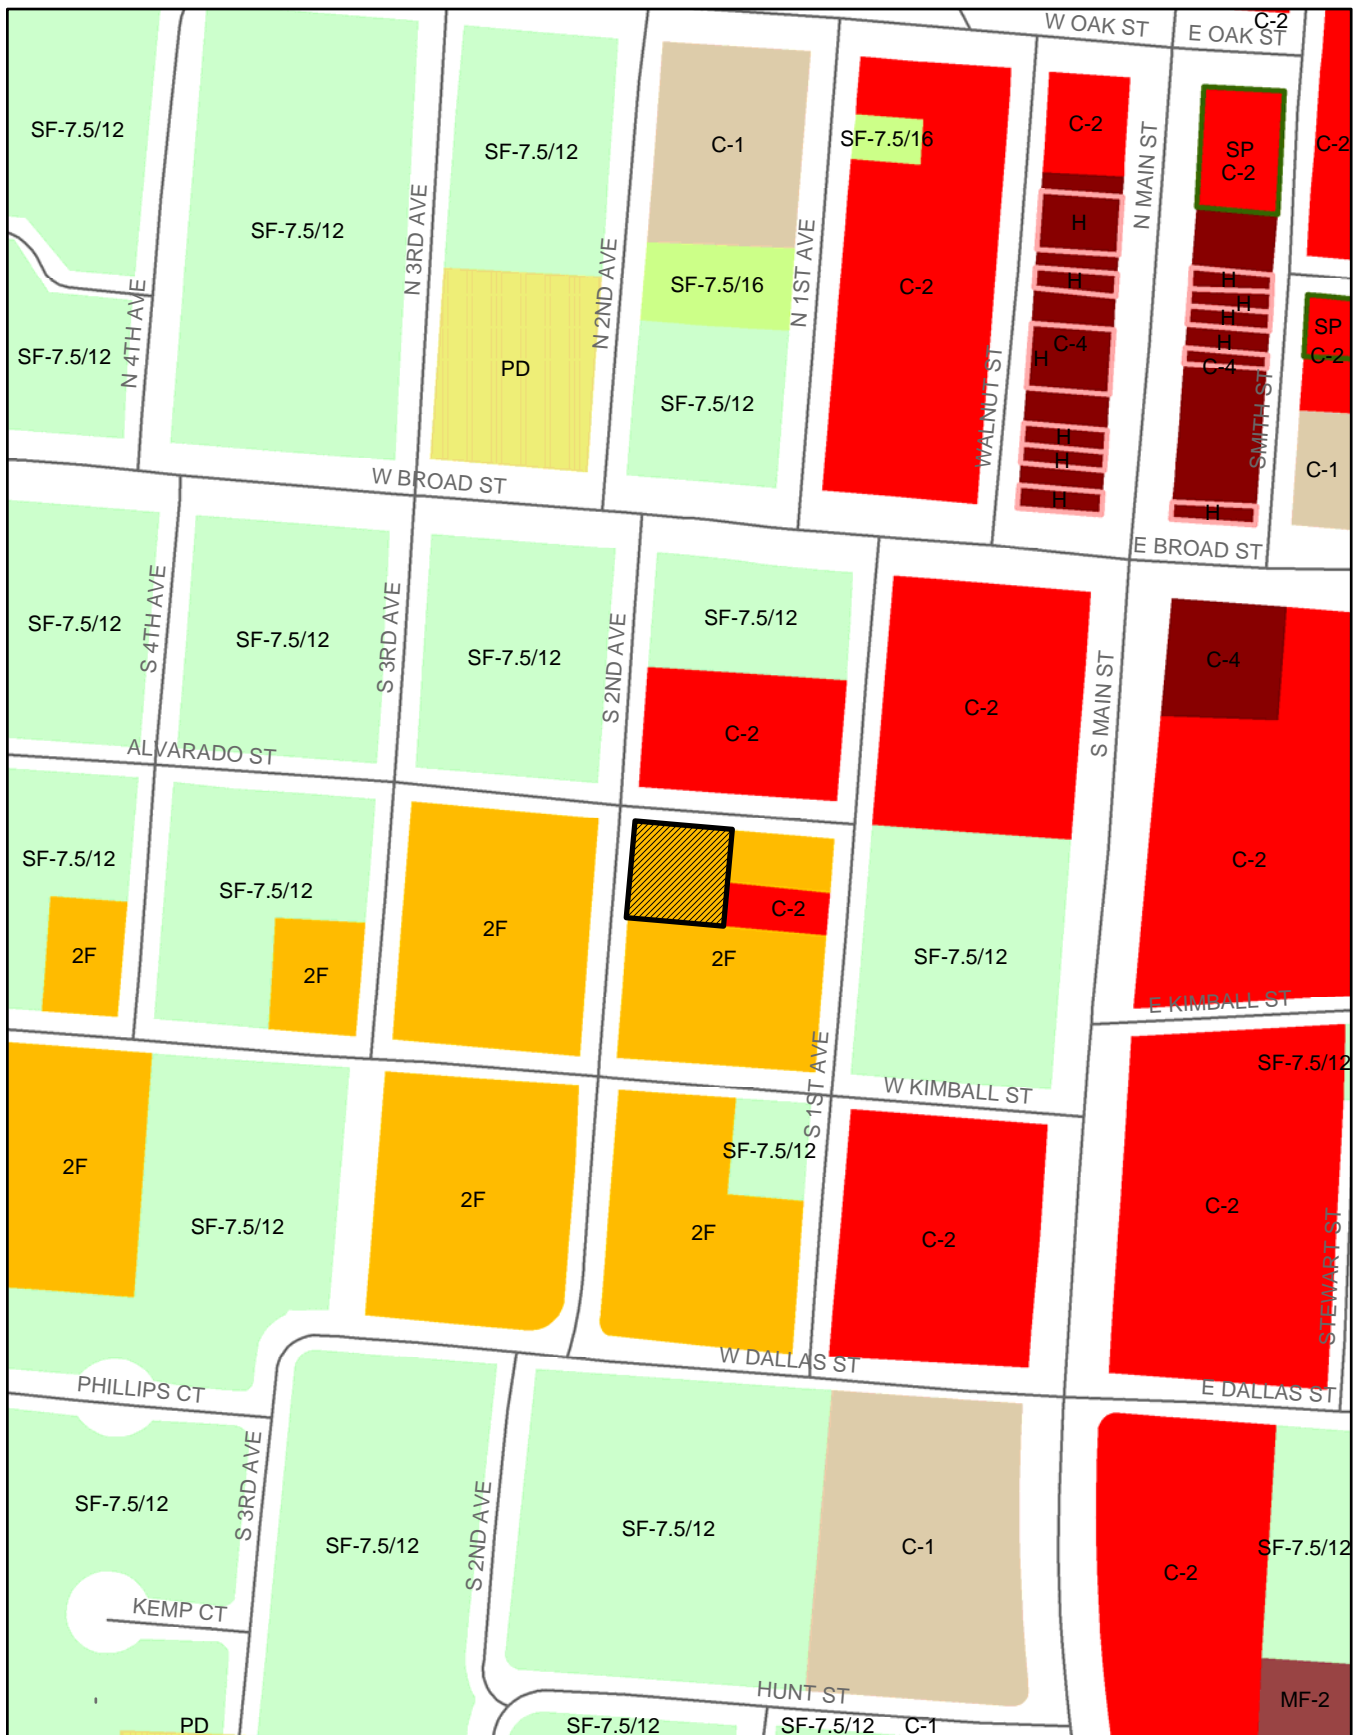 C-2
W OAK ST
E OAK ST
SF-7.5/12
SF-7.5/12
C-1
SF-7.5/16
C-2
N MAIN ST
SP
C-2
C-2
SF-7.5/12
N 3RD AVE
N 2ND AVE
SF-7.5/16
N 1ST AVE
C-2
H
H
H
H
H
H
C-4
SP
C-2
SF-7.5/12
N 4TH AVE
PD
SF-7.5/12
WALNUT ST
C-4
H
SMITH ST
W BROAD ST
H
H
H
H
C-1
E BROAD ST
SF-7.5/12
S 4TH AVE
SF-7.5/12
S 3RD AVE
SF-7.5/12
S 2ND AVE
SF-7.5/12
C-2
C-2
S MAIN ST
C-4
ALVARADO ST
SF-7.5/12
SF-7.5/12
2F
2F
2F
C-2
2F
SF-7.5/12
C-2
E KIMBALL ST
S 1ST AVE
W KIMBALL ST
SF-7.5/12
2F
SF-7.5/12
2F
SF-7.5/12
2F
C-2
C-2
STEWART ST
W DALLAS ST
PHILLIPS CT
E DALLAS ST
S 3RD AVE
SF-7.5/12
SF-7.5/12
S 2ND AVE
SF-7.5/12
C-1
C-2
SF-7.5/12
KEMP CT
HUNT ST
MF-2
PD
SF-7.5/12
SF-7.5/12
C-1